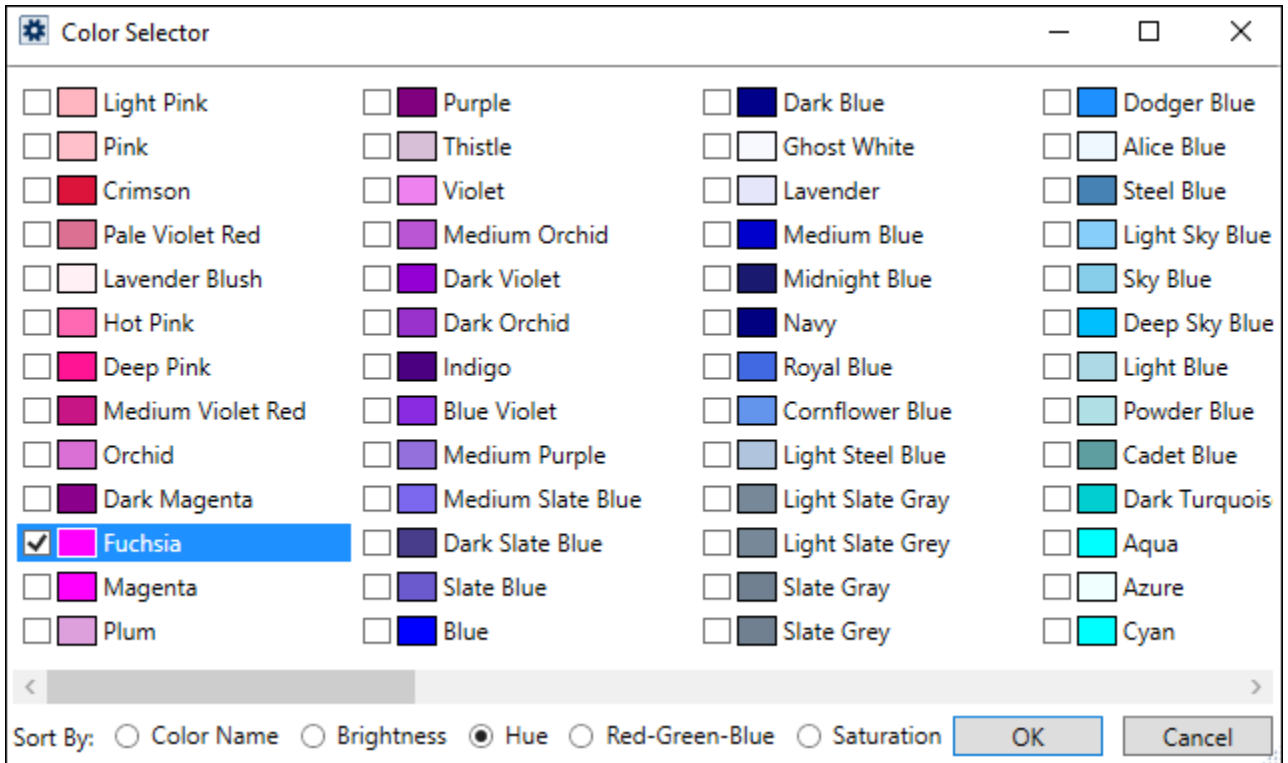 Color Selector
Light Pink
Pink
Crimson
Pale Violet Red
Lavender Blush
Hot Pink
Deep Pink
Medium Violet Red
Orchid
Dark Magenta
Fuchsia
Magenta
Plum
Purple
Thistle
Violet
Medium Orchid
Dark Violet
Dark Orchid
Indigo
Blue Violet
Medium Purple
Medium Slate Blue
Dark Slate Blue
Slate Blue
Blue
Dark Blue
Ghost White
Lavender
Medium Blue
Midnight Blue
Navy
Royal Blue
Cornflower Blue
Light Steel Blue
Light Slate Gray
Light Slate Grey
Slate Gray
Slate Grey
Dodger Blue
Alice Blue
Steel Blue
Light Sky Blue
Sky Blue
Deep Sky Blue
Light Blue
Powder Blue
Cadet Blue
Dark Turquois
Aqua
Azure
Cyan
Sort By: Color Name Brightness Hue Red-Green-Blue Saturation OK Cancel